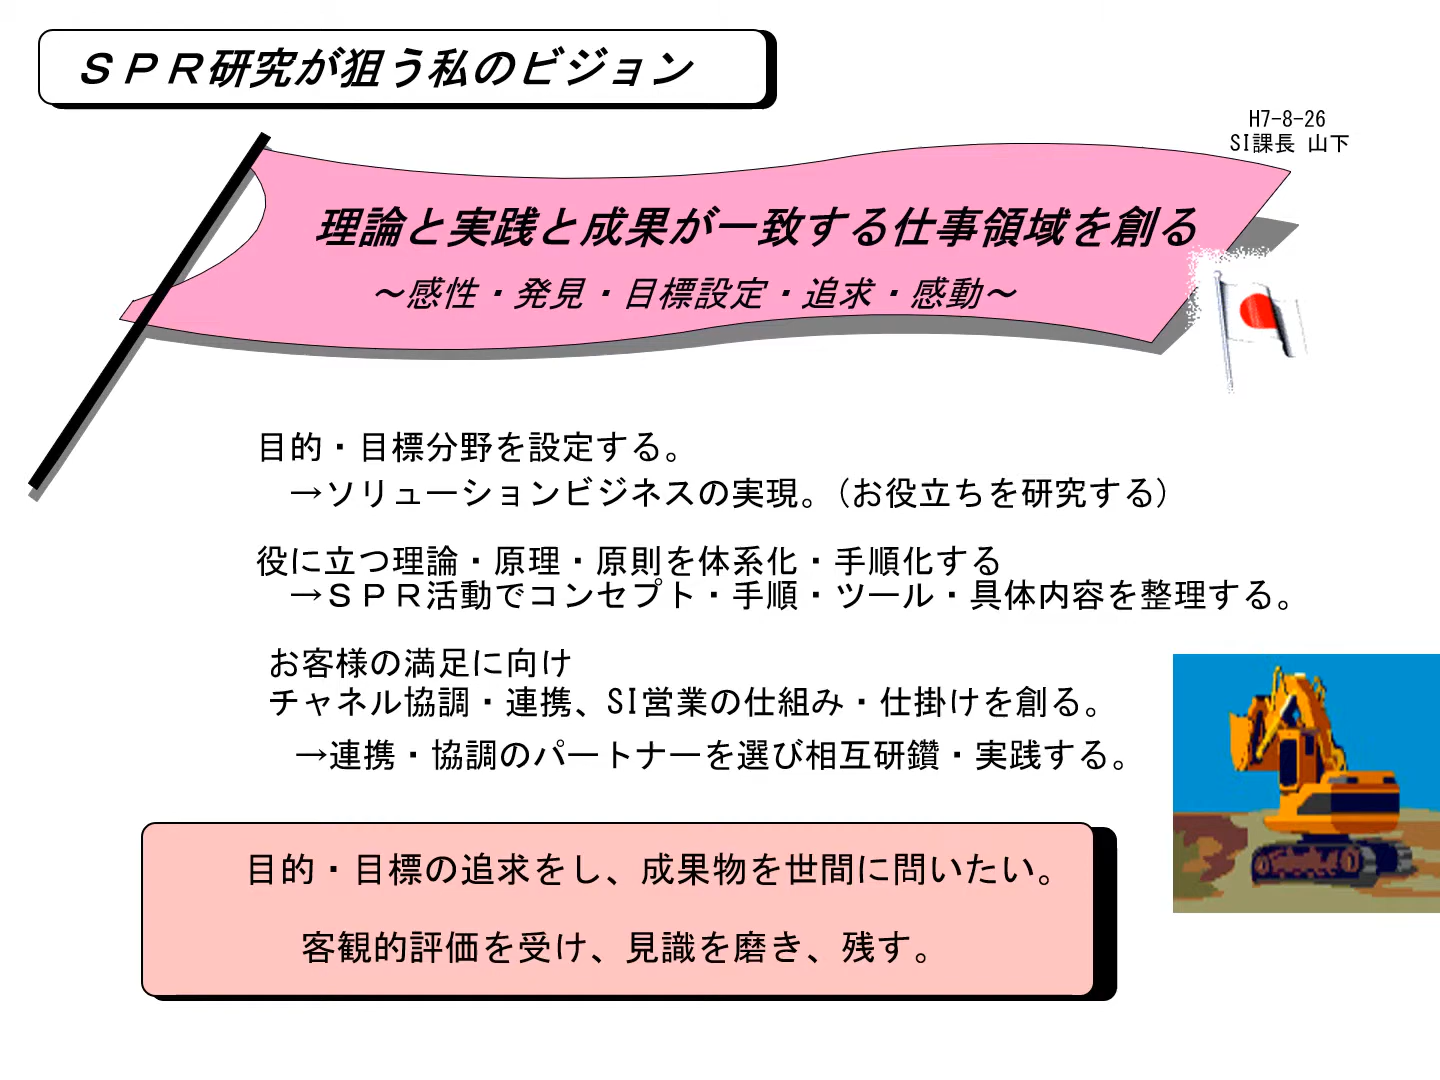 ＳＰＲ研究が狙う私のビジョン
H7-8-26
SI課長 山下
理論と実践と成果が一致する仕事領域を創る
～感性・発見・目標設定・追求・感動～
目的・目標分野を設定する。
→ソリューションビジネスの実現。(お役立ちを研究する)
役に立つ理論・原理・原則を体系化・手順化する
→ＳＰＲ活動でコンセプト・手順・ツール・具体内容を整理する。
お客様の満足に向け
チャネル協調・連携、SI営業の仕組み・仕掛けを創る。
→連携・協調のパートナーを選び相互研鑽・実践する。
目的・目標の追求をし、成果物を世間に問いたい。
客観的評価を受け、見識を磨き、残す。